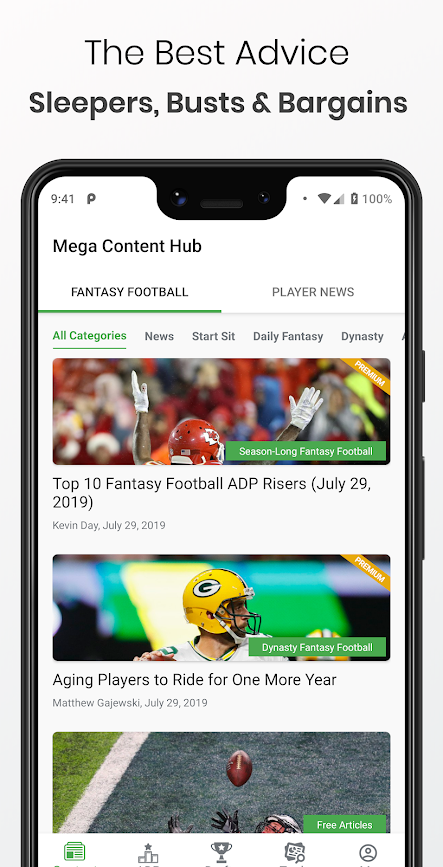 The Best Advice
Sleepers, Busts & Bargains
9:41
100%
Mega Content Hub
FANTASY FOOTBALL
PLAYER NEWS
All Categories
News
Start Sit
Daily Fantasy
Dynasty
PREMIUM
Season-Long Fantasy Football
Top 10 Fantasy Football ADP Risers (July 29,
2019)
Kevin Day, July 29, 2019
PREMIUM
G
Dynasty Fantasy Football
Aging Players to Ride for One More Year
Matthew Gajewski, July 29, 2019
Free Articles